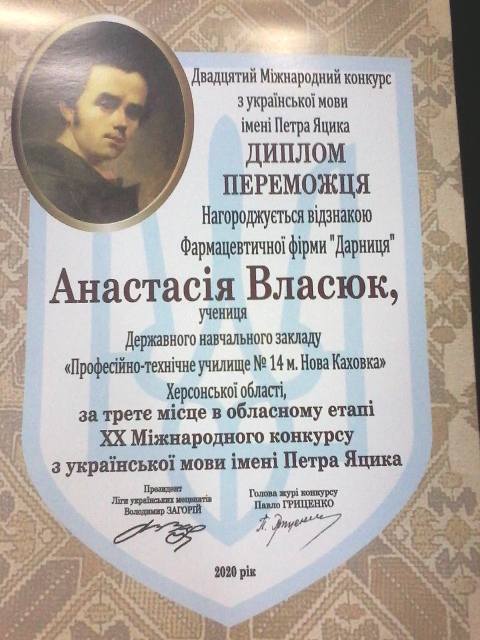 Двадцятий Міжнародний конкурс
з української мови
імені Петра Яцика
ДИПЛОМ
ПЕРЕМОЖЦЯ
Нагороджується відзнакою
Фармацевтичної фірми "Дарниця"
Анастасія Власюк,
учениця
Державного навчального закладу
«Професійно-технічне училище № 14 м. Нова Каховка»
Херсонської області,
за третє місце в обласному етапі
ХХ Міжнародного конкурсу
з української мови імені Петра Яцика
Президент
Ліги українських меценатів
Володимир ЗАГОРІЙ
Голова журі конкурсу
Павло ГРИЦЕНКО
2020 рік